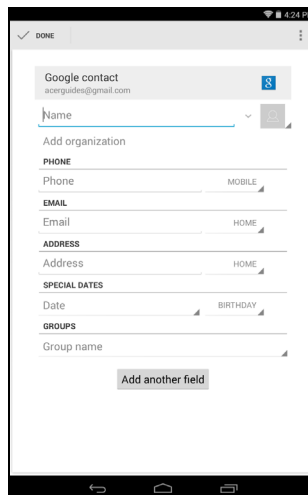 4:24 PM
DONE
Google contact
acerguides@gmail.com
8
Name
Add organization
PHONE
Phone MOBILE
EMAIL
Email HOME
ADDRESS
Address HOME
SPECIAL DATES
Date BIRTHDAY
GROUPS
Group name
Add another field